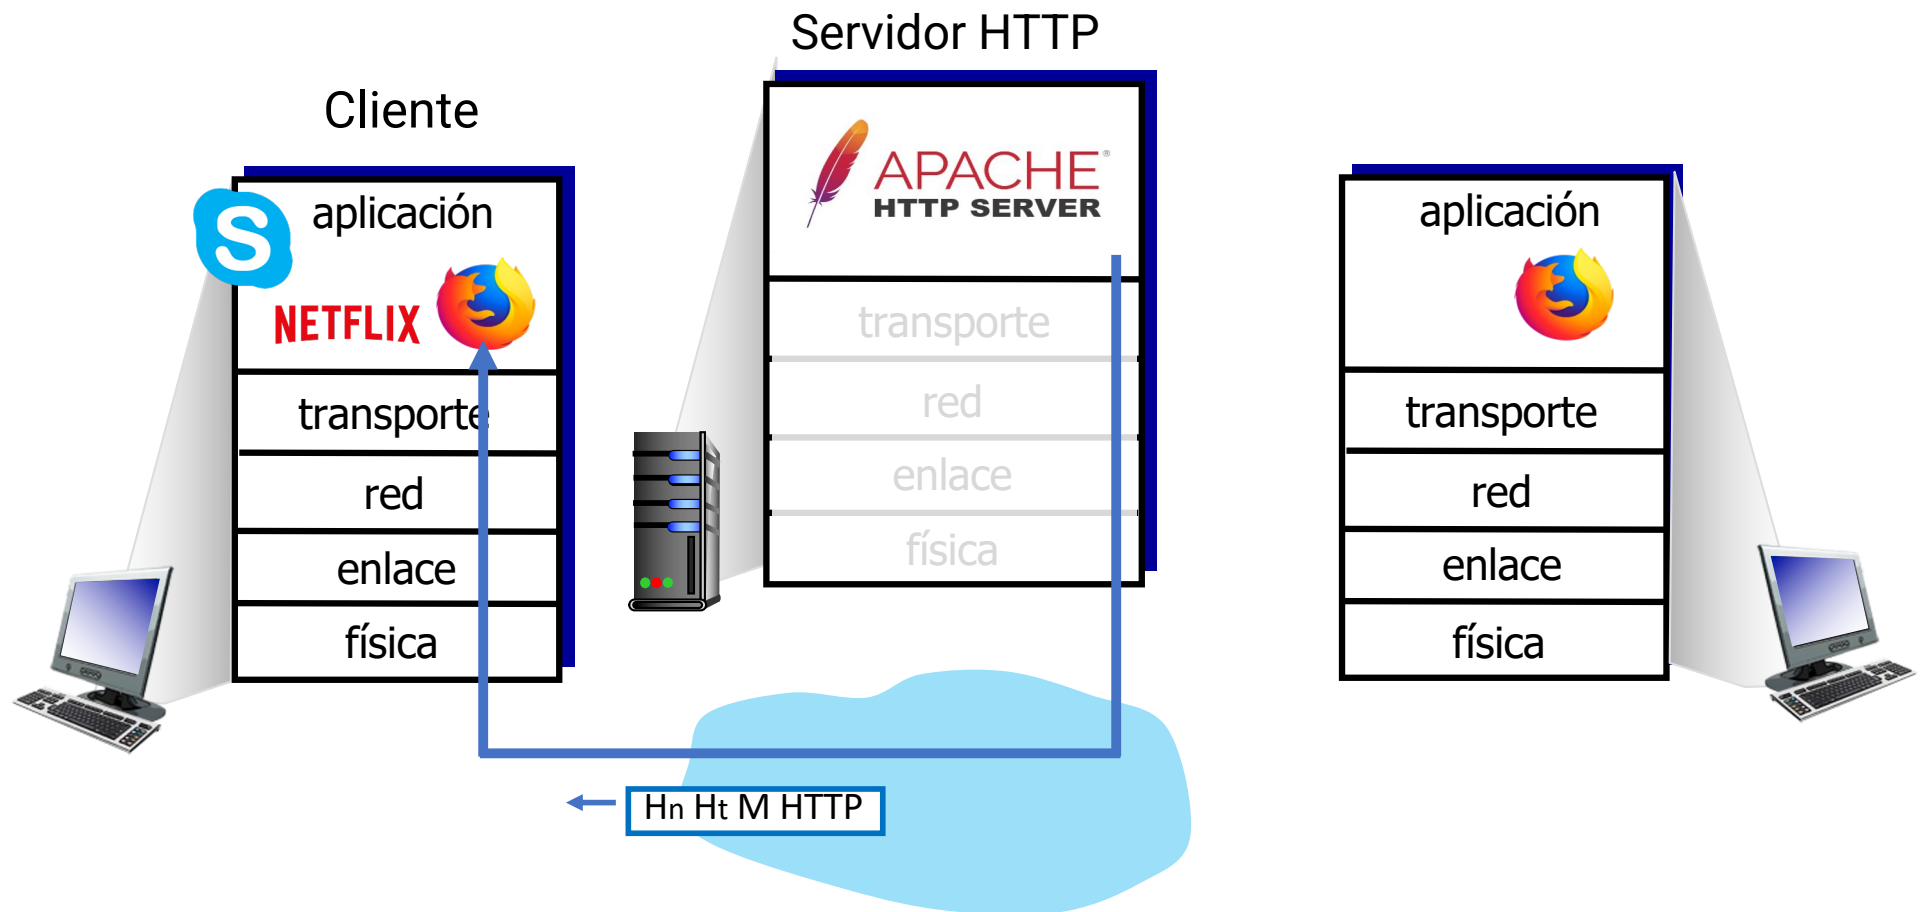 Servidor HTTP
Cliente
aplicación
S
NETFLIX
transporte
red
enlace
física
APACHE®
HTTP SERVER
transporte
red
enlace
física
aplicación
transporte
red
enlace
física
Hn Ht M HTTP